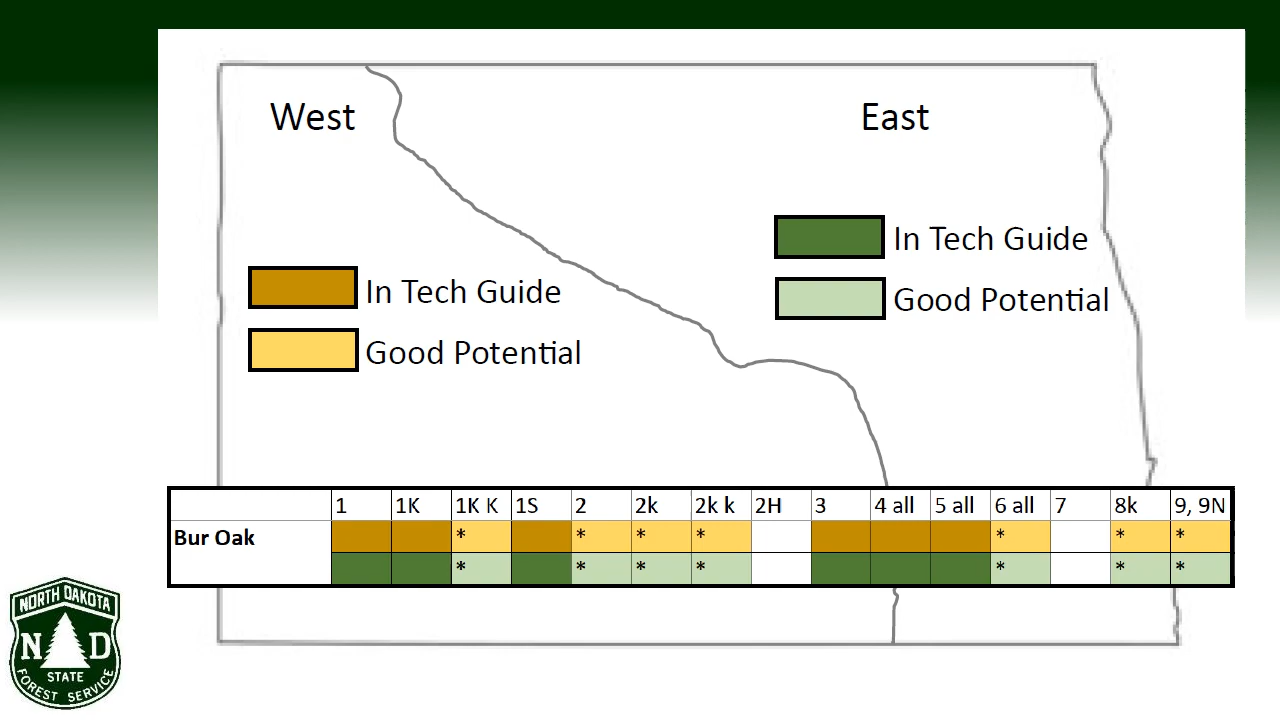 West
East
In Tech Guide
Good Potential
In Tech Guide
Good Potential
1 1K 1K K 1S 2 2k 2k k 2H 3 4 all 5 all 6 all 7 8k 9, 9N
Bur Oak * * * * * * *
* * * * * * *
NORTH DAKOTA
N D
STATE
FOREST SERVICE